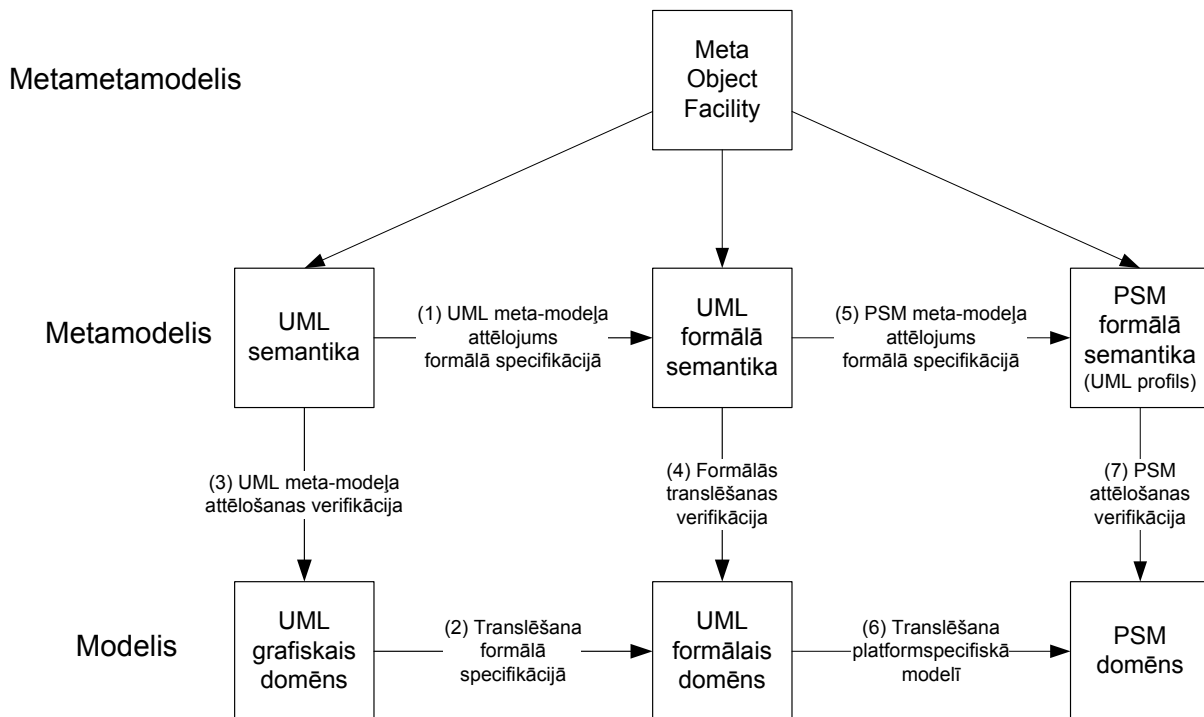 Metametamodelis
Meta
Object
Facility
Metamodelis
UML
semantika
(1) UML meta-modeļa
attēlojums
formālā specifikācijā
UML
formālā
semantika
(5) PSM meta-modeļa
attēlojums
formālā specifikācijā
PSM
formālā
semantika
(UML profils)
(3) UML meta-modeļa
attēlošanas verifikācija
(4) Formālās
translēšanas
verifikācija
(7) PSM
attēlošanas
verifikācija
Modelis
UML
grafiskais
domēns
(2) Translēšana
formālā
specifikācijā
UML
formālais
domēns
(6) Translēšana
platformspecifiskā
modelī
PSM
domēns